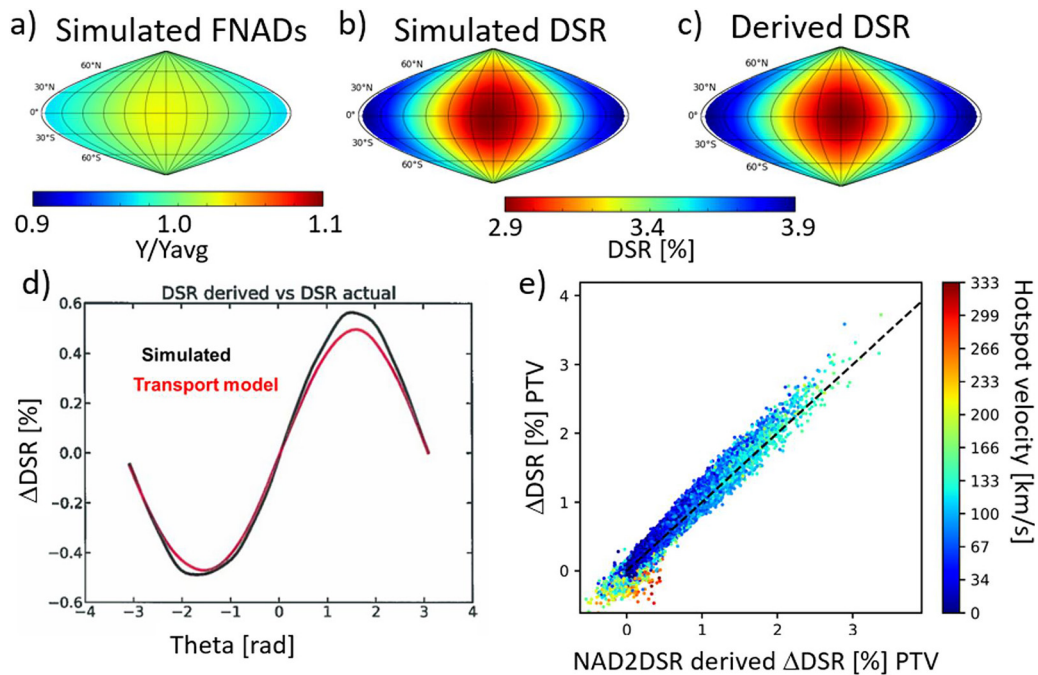 a) Simulated FNADs
b) Simulated DSR
c) Derived DSR
60°N
30°N
0°
30°S
60°S
60°N
30°N
0°
30°S
60°S
60°N
30°N
0°
30°S
60°S
0.9 1.0 1.1
Y/Yavg
2.9 3.4 3.9
DSR [%]
d)
DSR derived vs DSR actual
0.6
0.4
0.2
0.0
−0.2
−0.4
−0.6
−4 −3 −2 −1 0 1 2 3 4
ΔDSR [%]
Simulated
Transport model
Theta [rad]
e)
4
3
2
1
0
0 1 2 3
ΔDSR [%] PTV
NAD2DSR derived ΔDSR [%] PTV
333
299
266
233
200
166
133
100
67
34
0
Hotspot velocity [km/s]